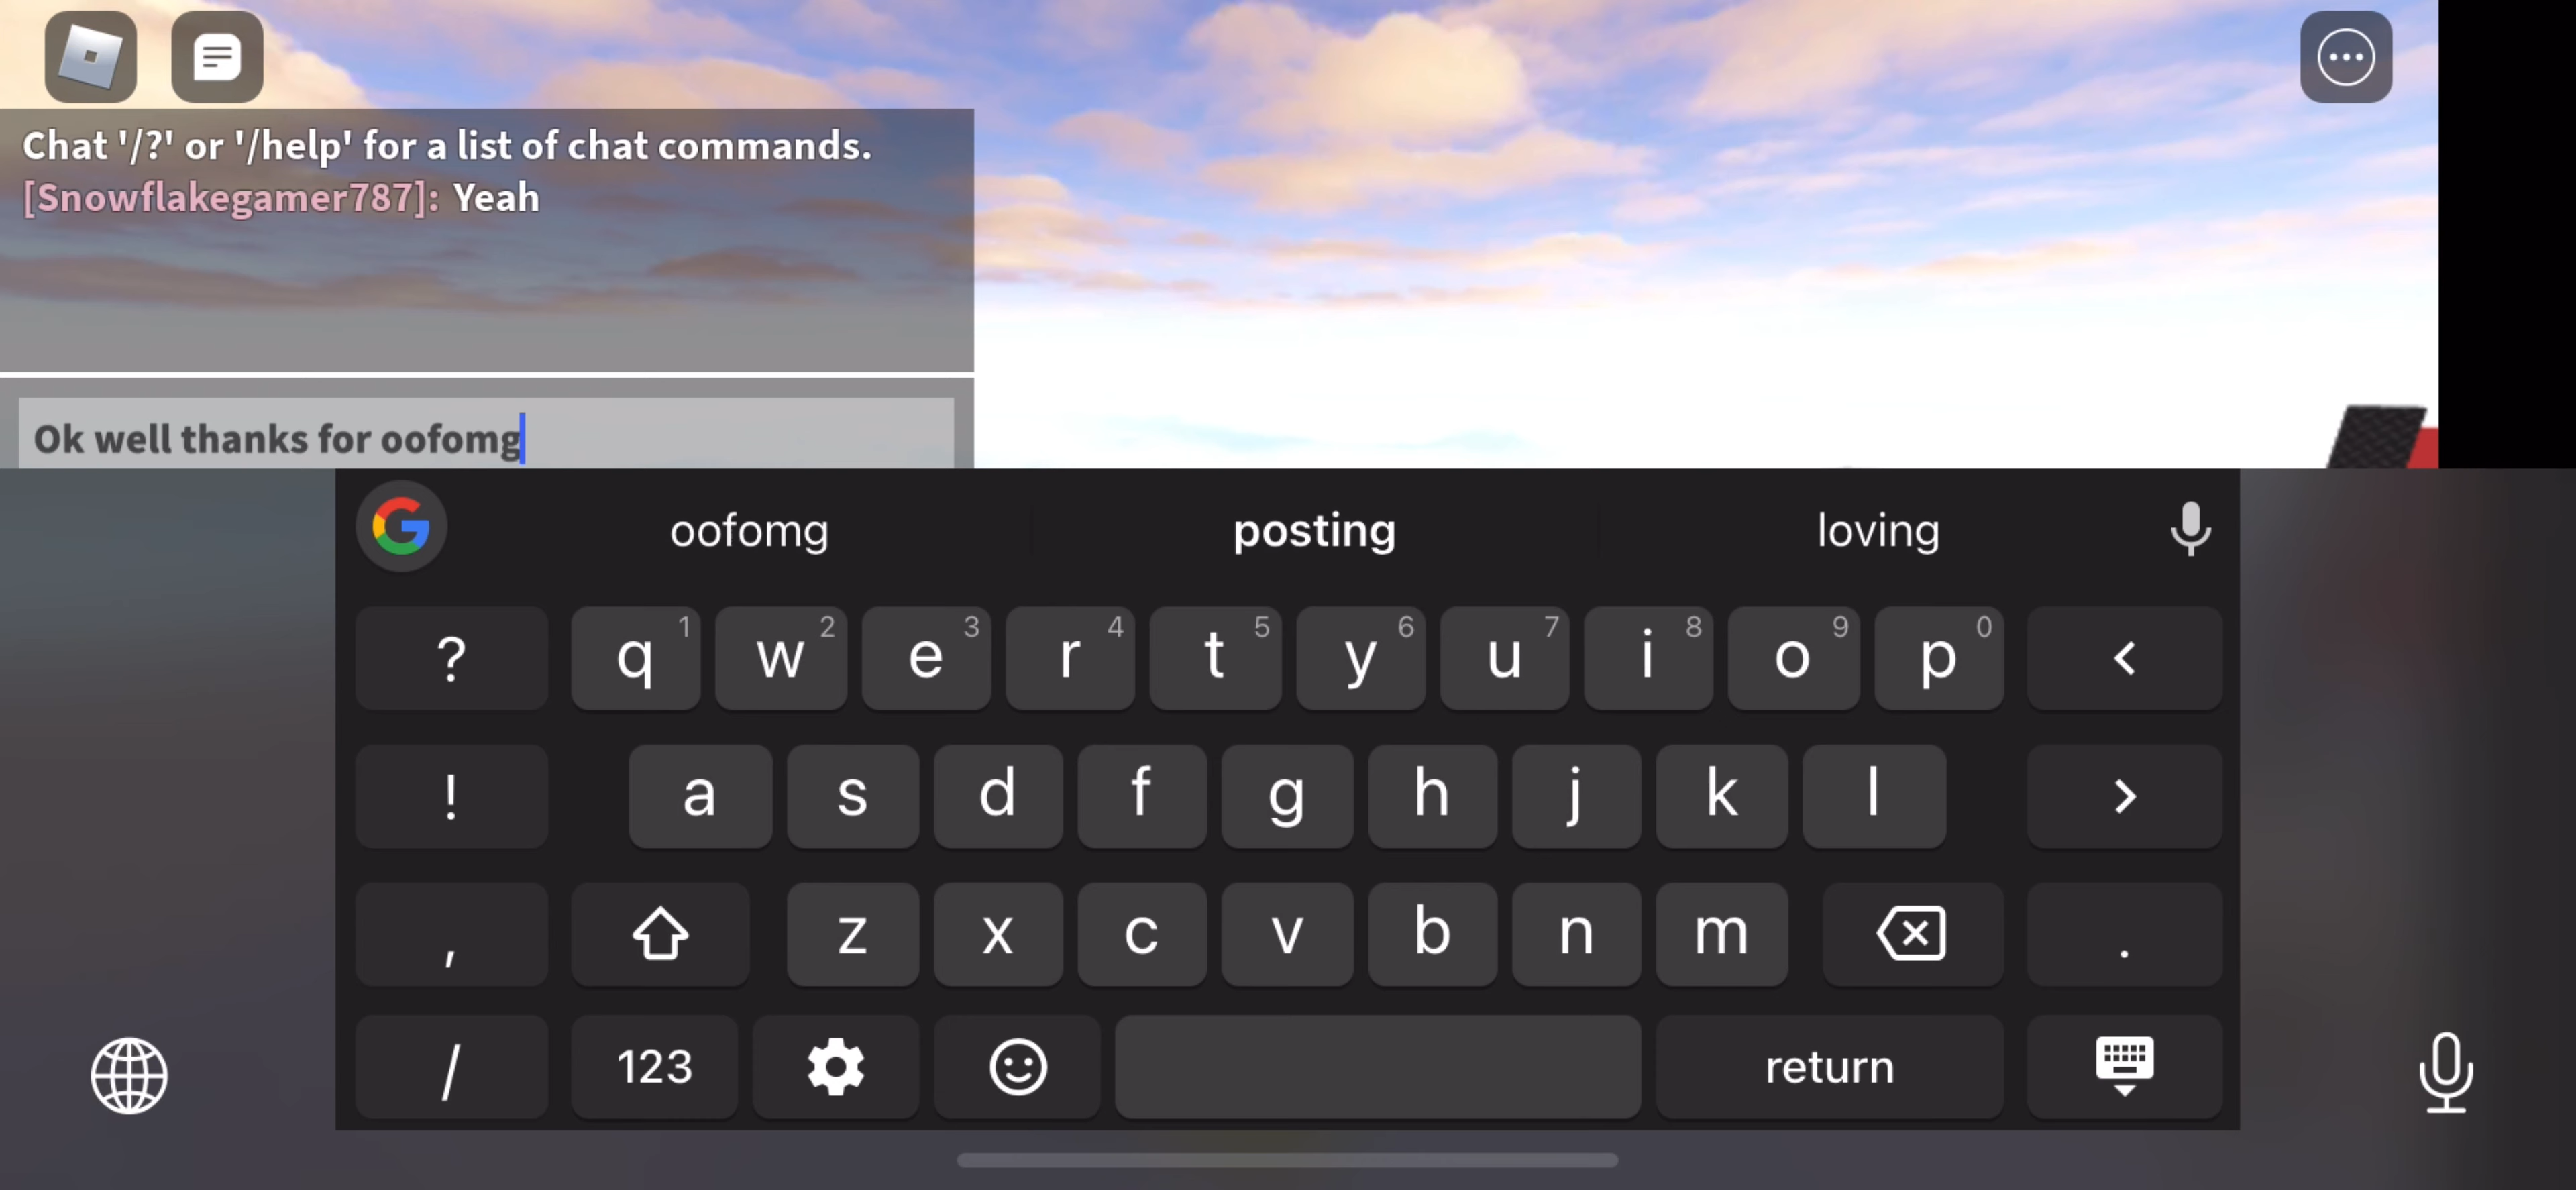 Chat '/?' or '/help' for a list of chat commands.
[Snowflakegamer787]: Yeah
Ok well thanks for oofomg
oofomg posting loving
? q 1 w 2 e 3 r 4 t 5 y 6 u 7 i 8 o 9 p 0 <
! a s d f g h j k l >
, z x c v b n m .
/ 123 return